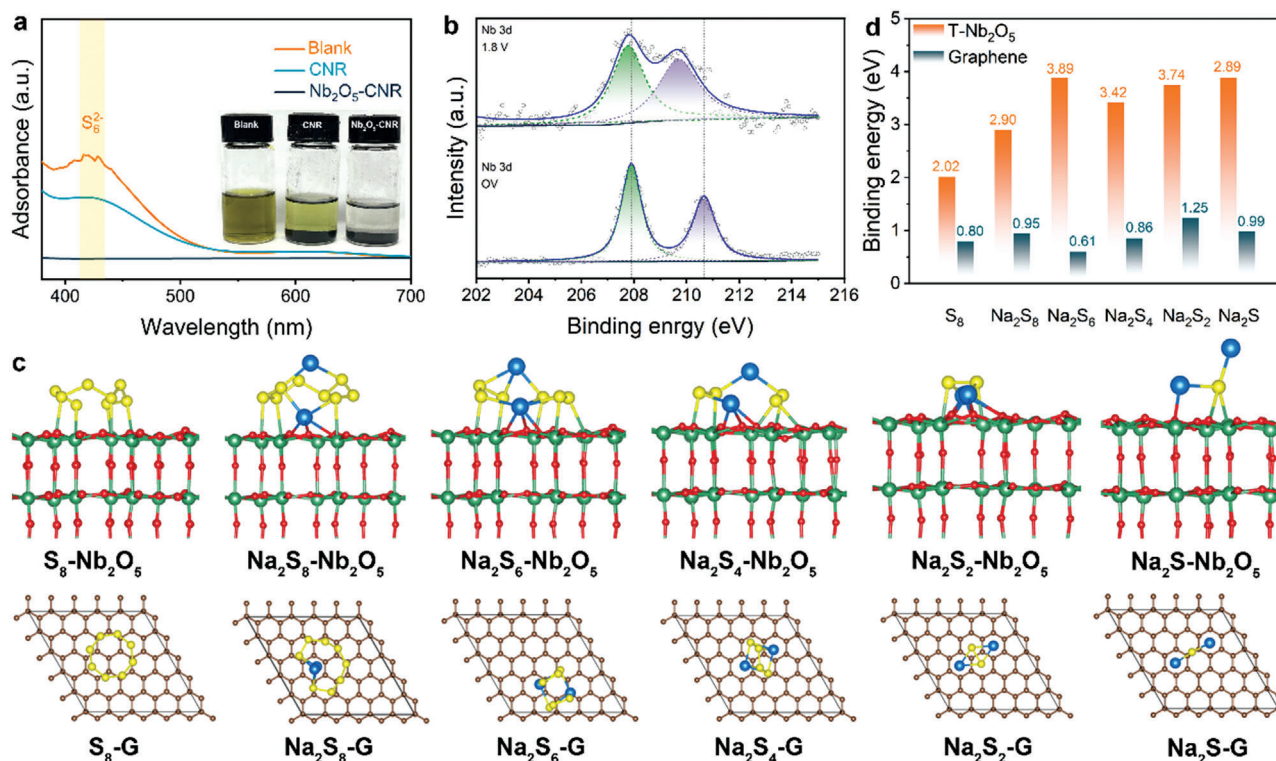 a
Blank
CNR
Nb₂O₅-CNR
S₆²⁻
Blank
CNR
Nb₂O₅-CNR
Absorbance (a.u.)
400 500 600 700
Wavelength (nm)
b
Nb 3d
1.8 V
Nb 3d
OV
Intensity (a.u.)
202 204 206 208 210 212 214 216
Binding enrgy (eV)
d
T-Nb₂O₅
Graphene
Binding energy (eV)
5
4
3
2
1
0
2.02 2.90 3.89 3.42 3.74 2.89
0.80 0.95 0.61 0.86 1.25 0.99
S₈ Na₂S₈ Na₂S₆ Na₂S₄ Na₂S₂ Na₂S
c
S₈-Nb₂O₅ Na₂S₈-Nb₂O₅ Na₂S₆-Nb₂O₅ Na₂S₄-Nb₂O₅ Na₂S₂-Nb₂O₅ Na₂S-Nb₂O₅
S₈-G Na₂S₈-G Na₂S₆-G Na₂S₄-G Na₂S₂-G Na₂S-G